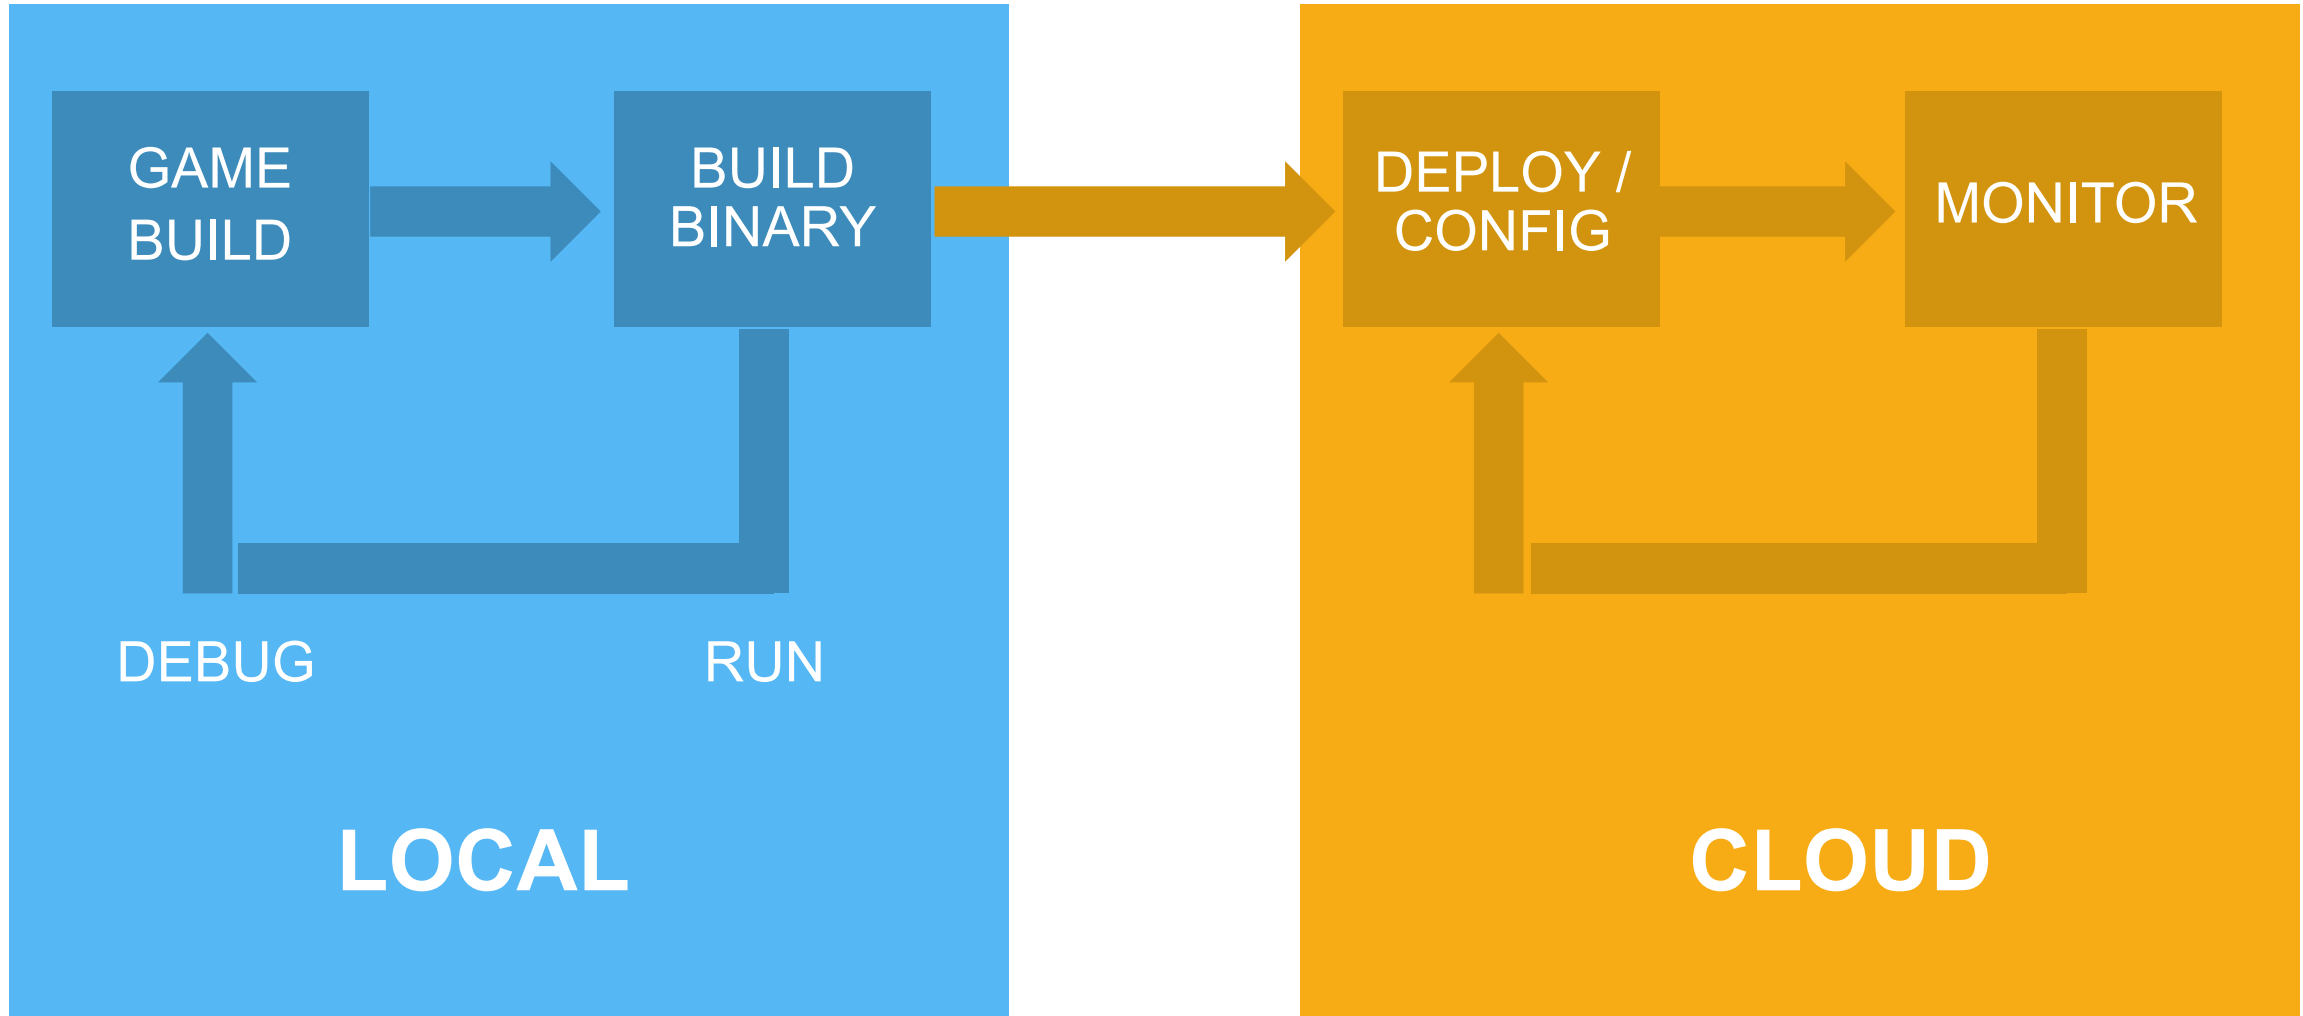 GAME
BUILD
BUILD
BINARY
DEBUG
RUN
LOCAL
DEPLOY /
CONFIG
MONITOR
CLOUD